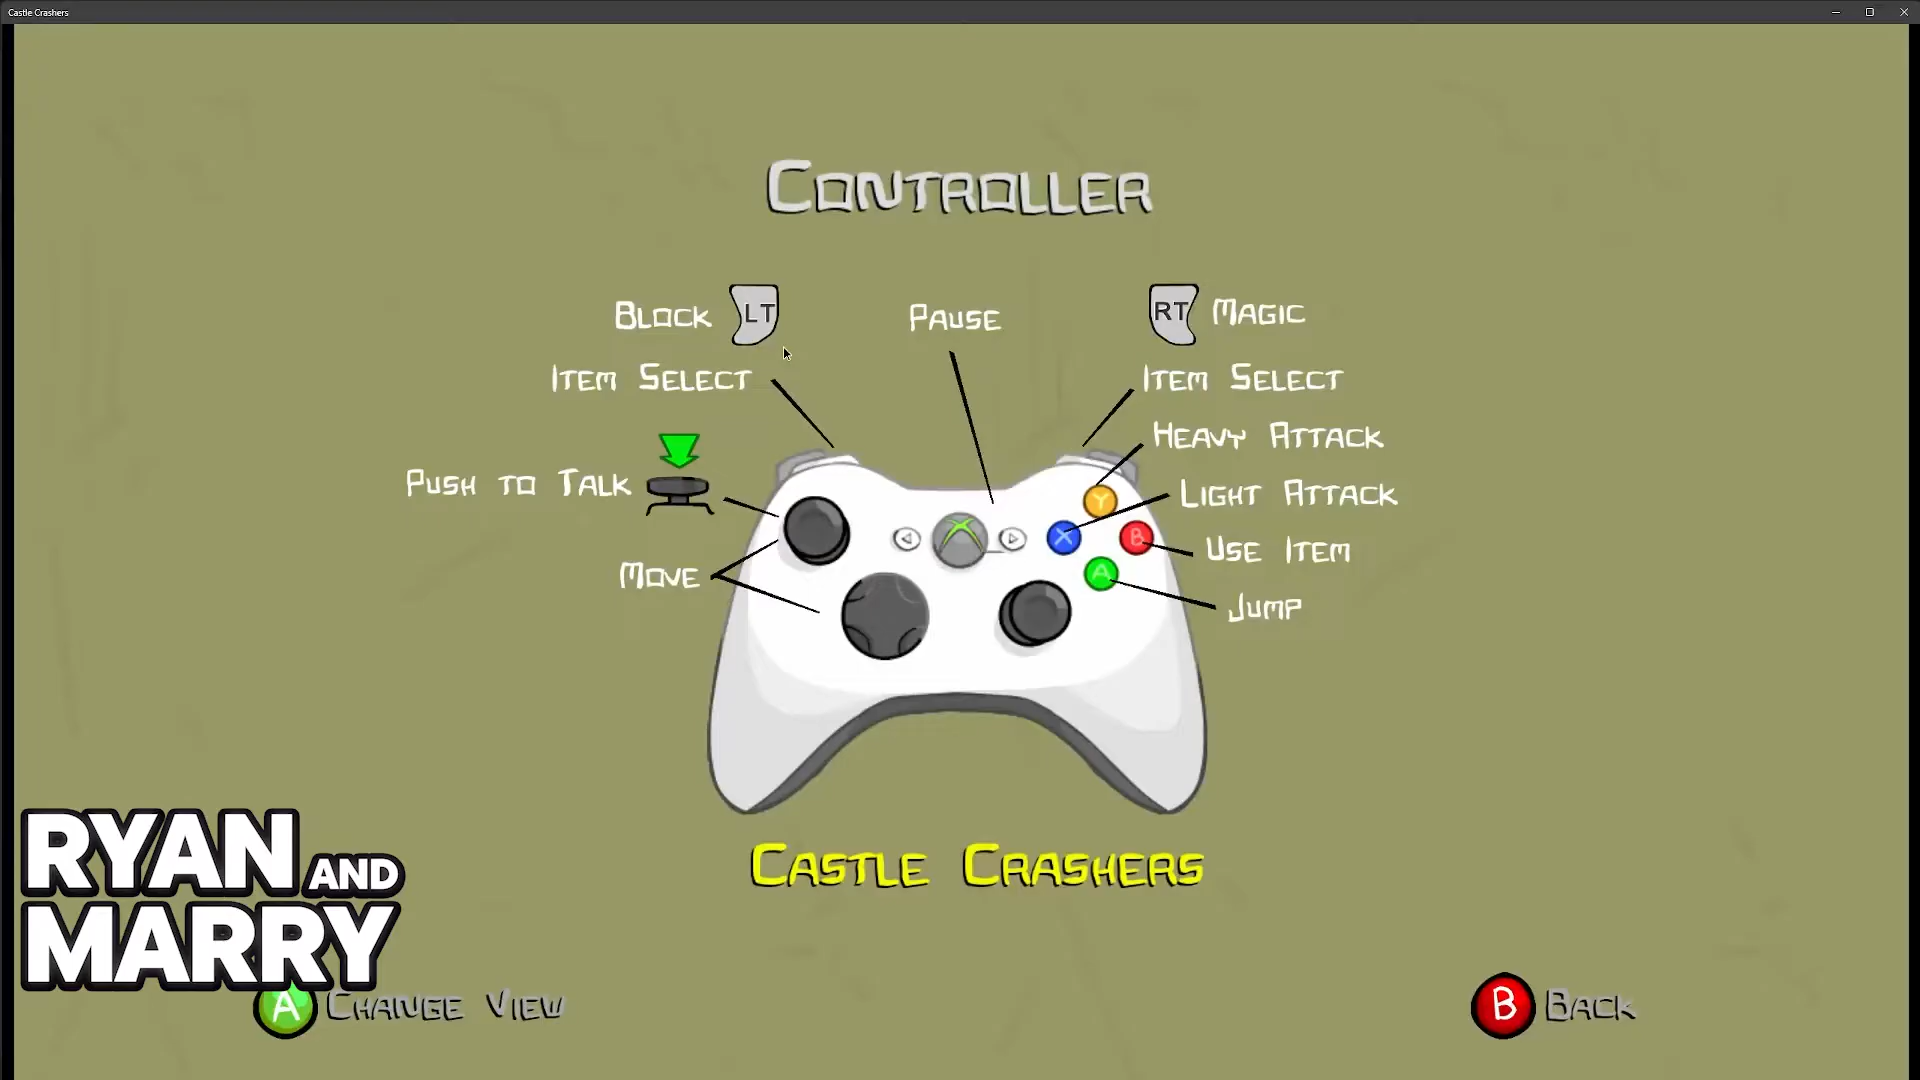 Castle Crashers
CONTROLLER
BLOCK LT
PAUSE
RT MAGIC
ITEM SELECT
ITEM SELECT
HEAVY ATTACK
PUSH TO TALK
LIGHT ATTACK
Y
X
B
USE ITEM
MOVE
A
JUMP
CASTLE CRASHERS
RYAN AND
MARRY
A CHANGE VIEW
B BACK